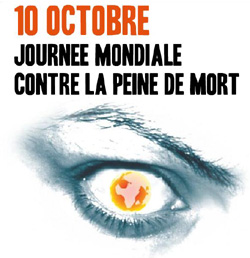 10 OCTOBRE
JOURNEE MONDIALE
CONTRE LA PEINE DE MORT